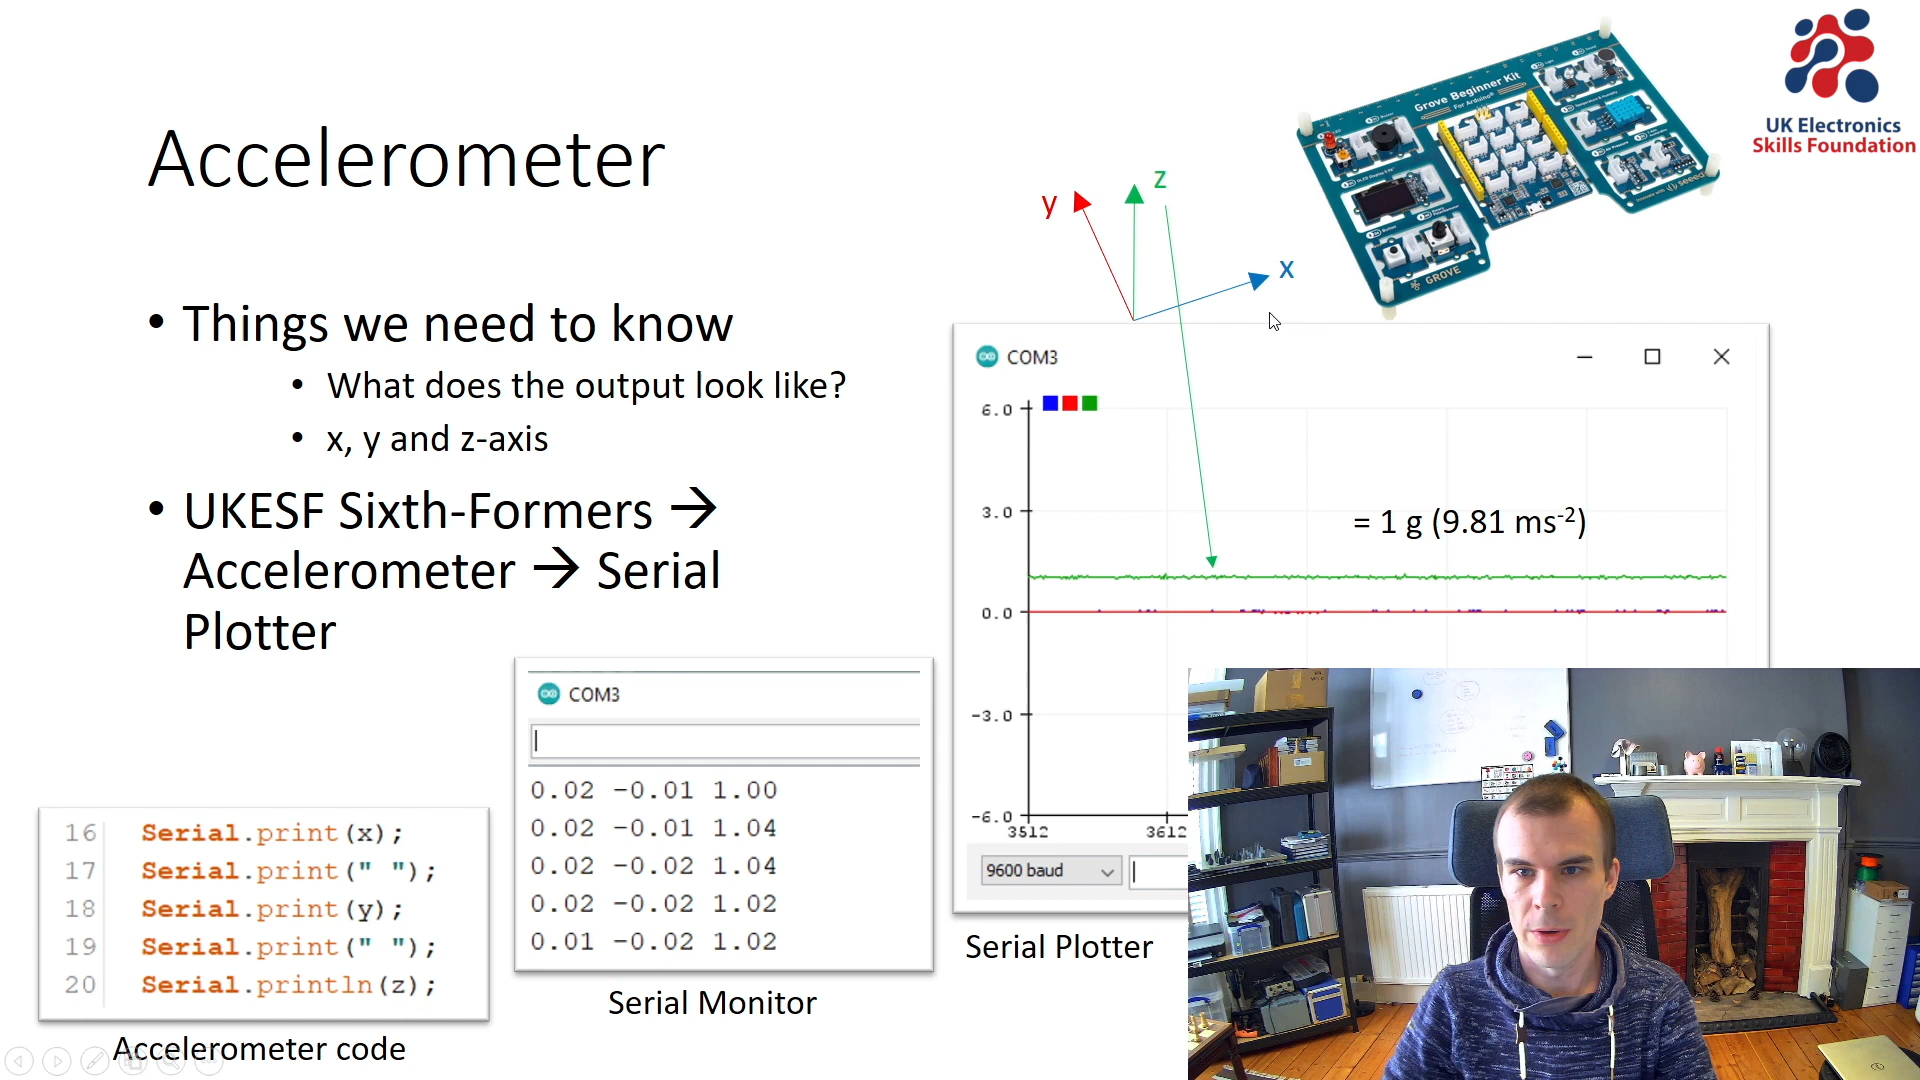 Accelerometer
• Things we need to know
• What does the output look like?
• x, y and z-axis
• UKESF Sixth-Formers →
Accelerometer → Serial
Plotter
UK Electronics
Skills Foundation
Grove Beginner Kit
For Arduino®
GROVE
seeed
z
y
x
COM3
6.0
3.0
0.0
-3.0
-6.0
3512
3612
= 1 g (9.81 ms⁻²)
9600 baud
Serial Plotter
COM3
0.02 -0.01 1.00
0.02 -0.01 1.04
0.02 -0.02 1.04
0.02 -0.02 1.02
0.01 -0.02 1.02
Serial Monitor
16 Serial.print(x);
17 Serial.print(" ");
18 Serial.print(y);
19 Serial.print(" ");
20 Serial.println(z);
Accelerometer code